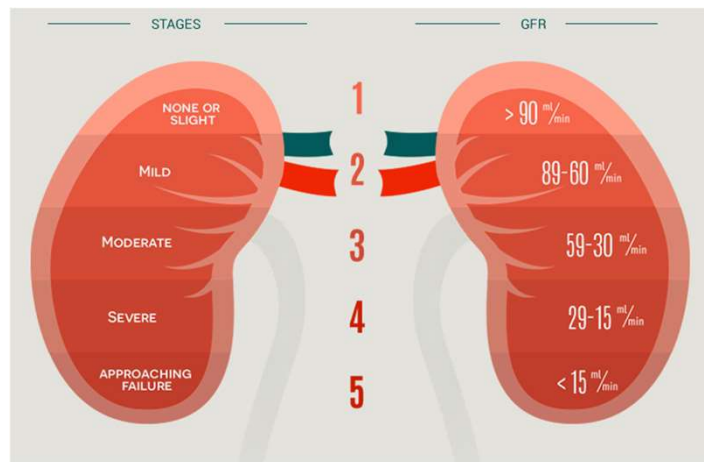 STAGES
GFR
NONE OR
SLIGHT
1
> 90 ml/min
MILD
2
89-60 ml/min
MODERATE
3
59-30 ml/min
SEVERE
4
29-15 ml/min
APPROACHING
FAILURE
5
< 15 ml/min